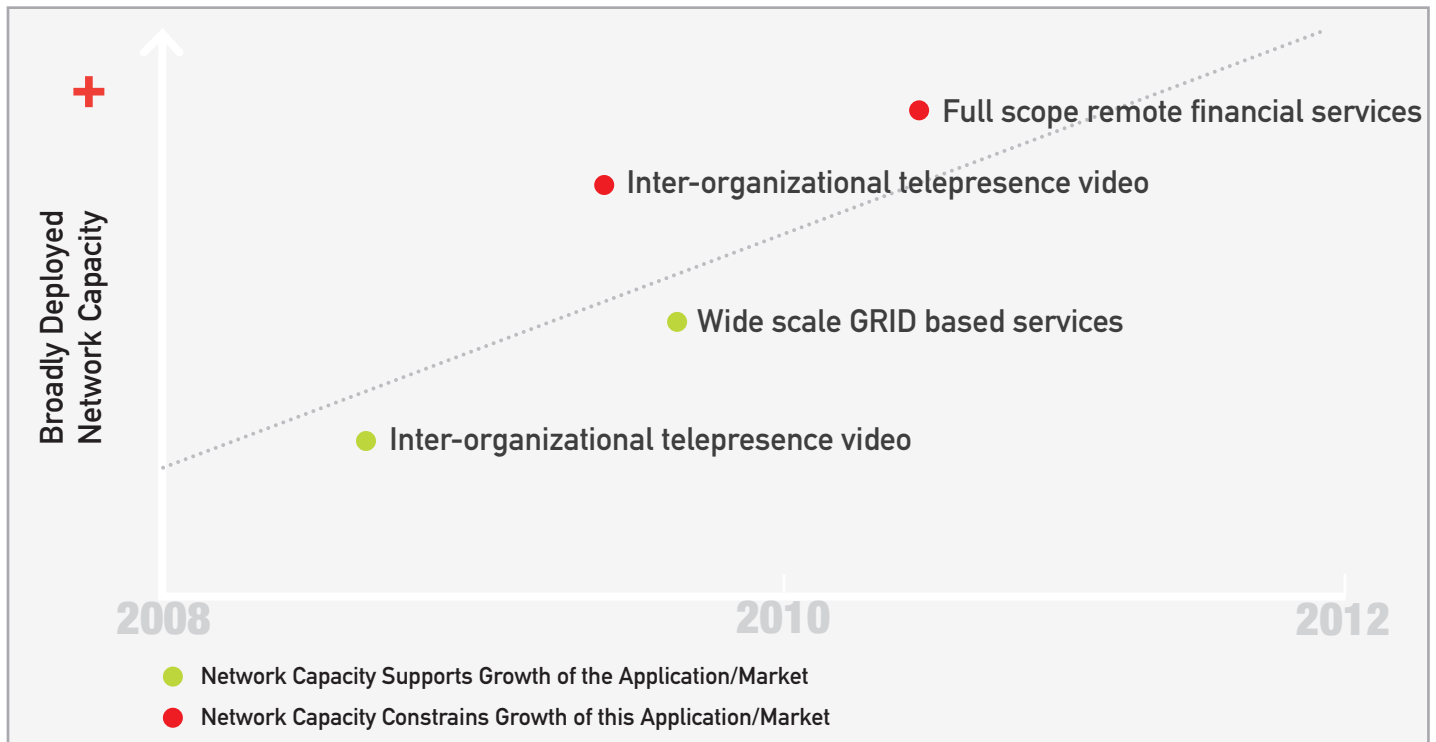 +
Full scope remote financial services
Inter-organizational telepresence video
Broadly Deployed
Network Capacity
Wide scale GRID based services
Inter-organizational telepresence video
2008
2010
2012
Network Capacity Supports Growth of the Application/Market
Network Capacity Constrains Growth of this Application/Market